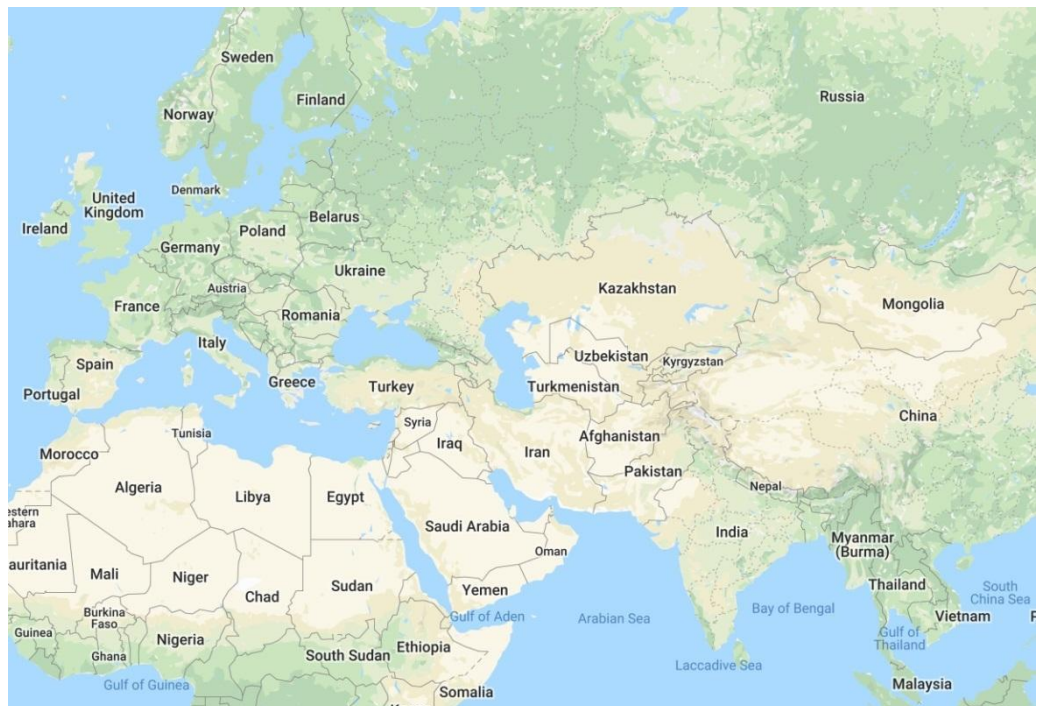 Sweden
Finland
Norway
Russia
Denmark
United
Kingdom
Ireland
Belarus
Poland
Germany
Ukraine
Austria
Kazakhstan
Mongolia
France
Romania
Italy
Uzbekistan
Kyrgyzstan
Spain
Greece
Turkey
Turkmenistan
Portugal
China
Syria
Tunisia
Afghanistan
Iraq
Iran
Morocco
Pakistan
Algeria
Libya
Egypt
Nepal
estern
ahara
Saudi Arabia
India
Myanmar
(Burma)
Oman
auritania
Mali
Niger
Chad
Sudan
Yemen
Thailand
South
China Sea
Burkina
Faso
Gulf of Aden
Arabian Sea
Bay of Bengal
Vietnam
Guinea
Nigeria
Ghana
South Sudan
Ethiopia
Gulf of
Thailand
Laccadive Sea
Gulf of Guinea
Somalia
Malaysia